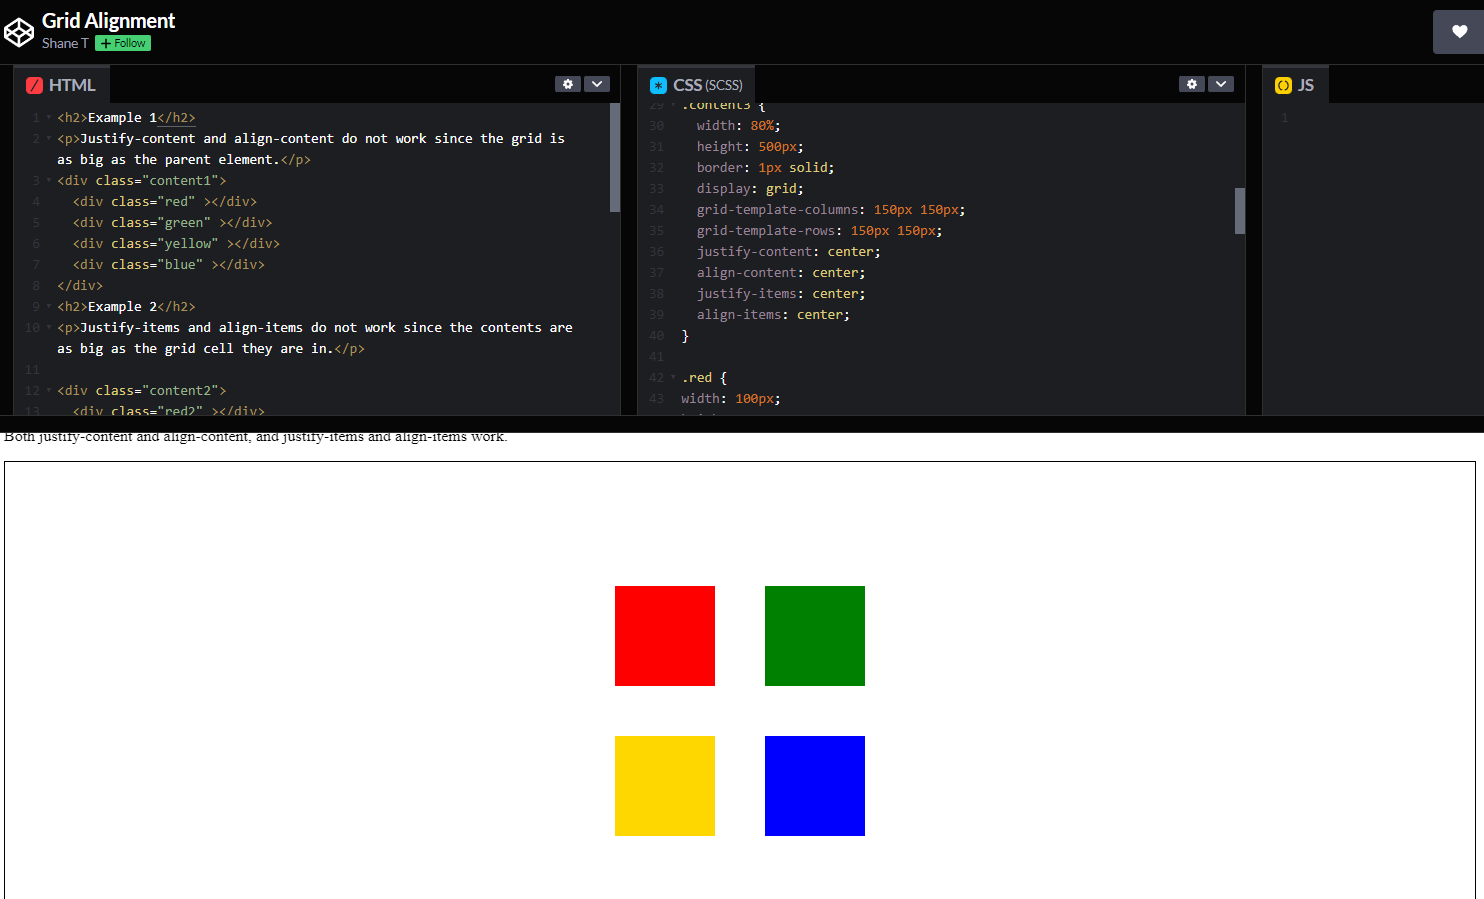 Grid Alignment
Shane T + Follow
HTML
1 <h2>Example 1</h2>
2 <p>Justify-content and align-content do not work since the grid is
as big as the parent element.</p>
3 <div class="content1">
4 <div class="red" ></div>
5 <div class="green" ></div>
6 <div class="yellow" ></div>
7 <div class="blue" ></div>
8 </div>
9 <h2>Example 2</h2>
10 <p>Justify-items and align-items do not work since the contents are
as big as the grid cell they are in.</p>
11
12 <div class="content2">
13 <div class="red2" ></div>
CSS (SCSS)
29 .content3 {
30 width: 80%;
31 height: 500px;
32 border: 1px solid;
33 display: grid;
34 grid-template-columns: 150px 150px;
35 grid-template-rows: 150px 150px;
36 justify-content: center;
37 align-content: center;
38 justify-items: center;
39 align-items: center;
40 }
41
42 .red {
43 width: 100px;
JS
1
Both justify-content and align-content, and justify-items and align-items work.